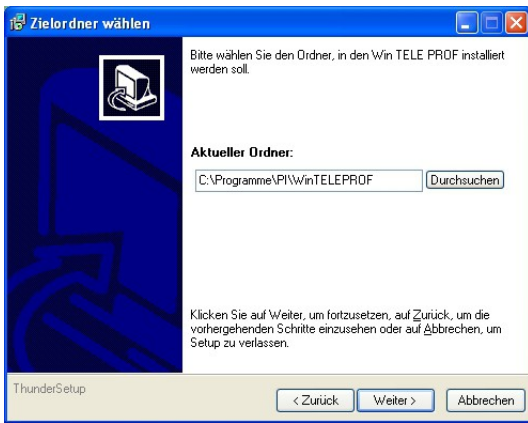 Zielordner wählen
Bitte wählen Sie den Ordner, in den Win TELE PROF installiert
werden soll.
Aktueller Ordner:
C:\Programme\PI\WinTELEPROF
Durchsuchen
Klicken Sie auf Weiter, um fortzusetzen, auf Zurück, um die
vorhergehenden Schritte einzusehen oder auf Abbrechen, um
Setup zu verlassen.
ThunderSetup
< Zurück Weiter > Abbrechen